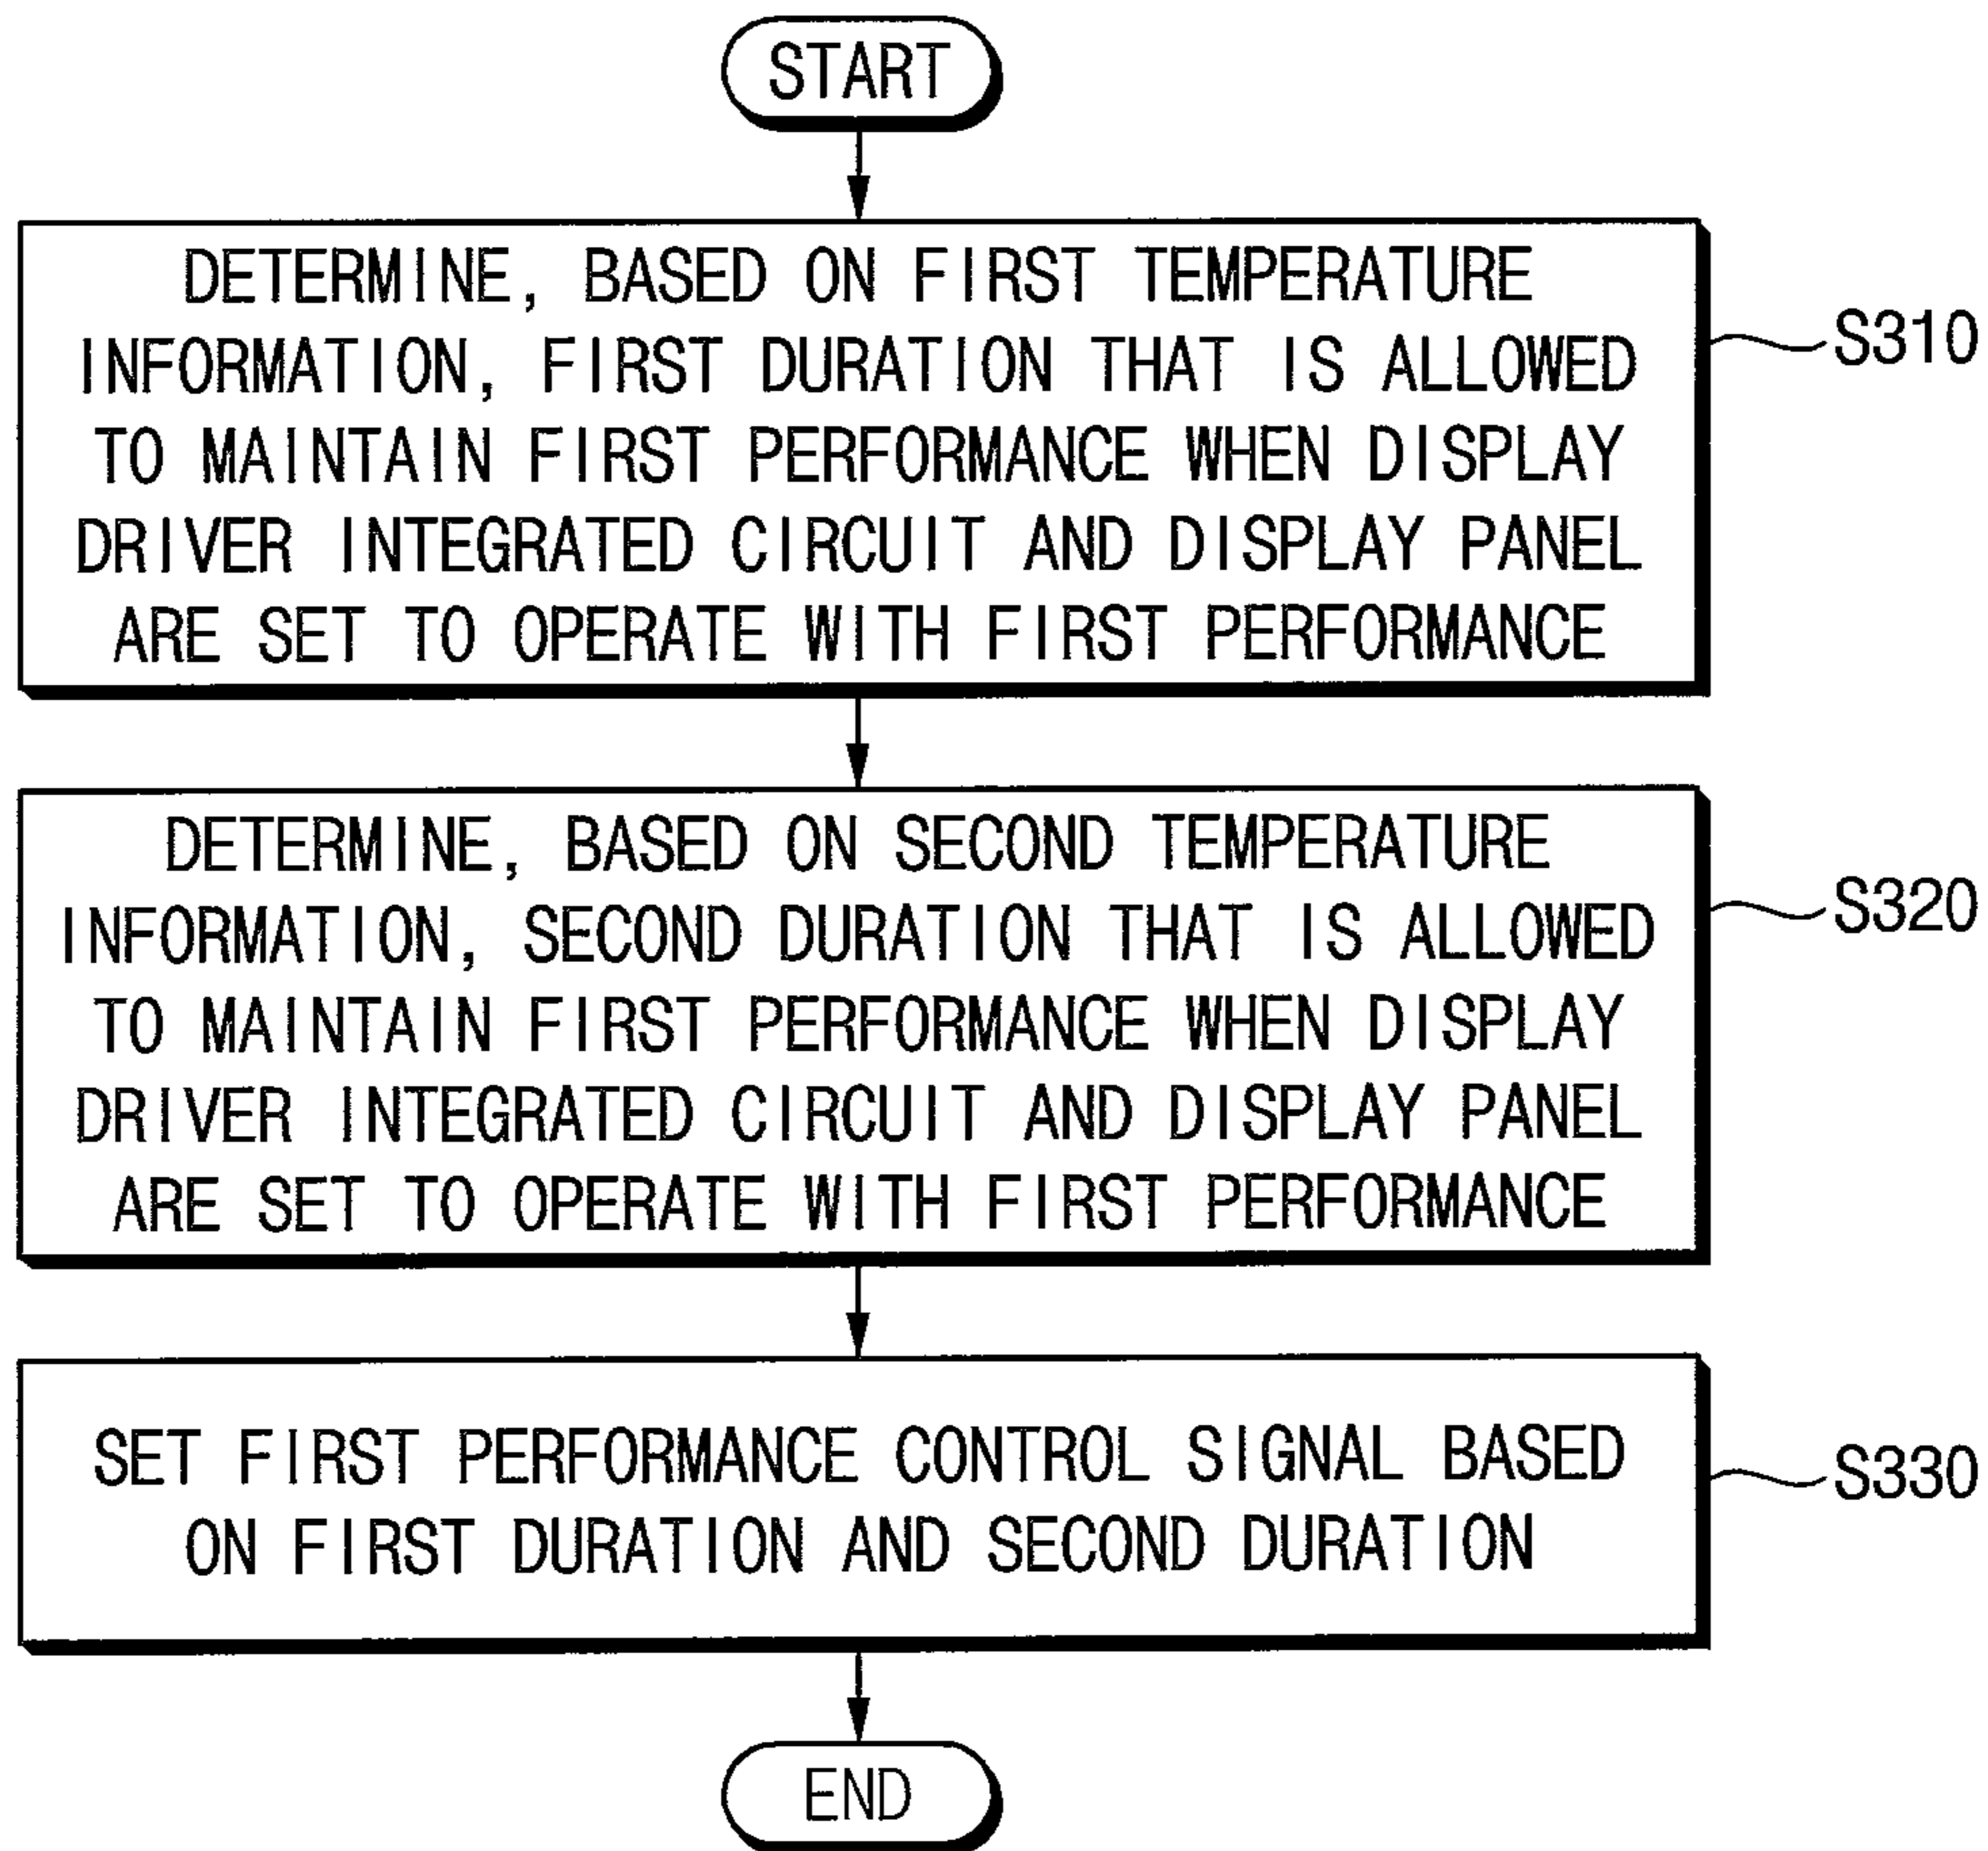 START
DETERMINE, BASED ON FIRST TEMPERATURE
INFORMATION, FIRST DURATION THAT IS ALLOWED
TO MAINTAIN FIRST PERFORMANCE WHEN DISPLAY
DRIVER INTEGRATED CIRCUIT AND DISPLAY PANEL
ARE SET TO OPERATE WITH FIRST PERFORMANCE
S310
DETERMINE, BASED ON SECOND TEMPERATURE
INFORMATION, SECOND DURATION THAT IS ALLOWED
TO MAINTAIN FIRST PERFORMANCE WHEN DISPLAY
DRIVER INTEGRATED CIRCUIT AND DISPLAY PANEL
ARE SET TO OPERATE WITH FIRST PERFORMANCE
S320
SET FIRST PERFORMANCE CONTROL SIGNAL BASED
ON FIRST DURATION AND SECOND DURATION
S330
END